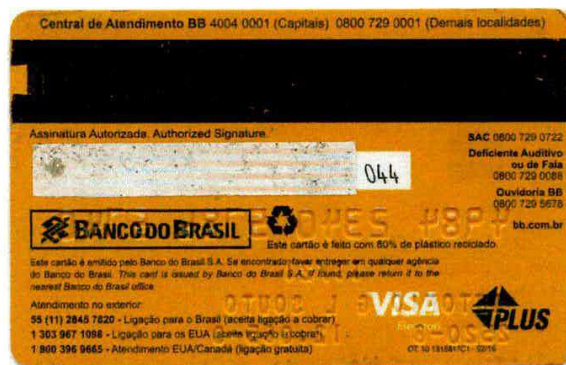 Central de Atendimento BB 4004 0001 (Capitais) 0800 729 0001 (Demais localidades)
Assinatura Autorizada. Authorized Signature.
044
SAC 0800 729 0722
Deficiente Auditivo
ou de Fala
0800 729 0088
Ouvidoria BB
0800 729 5678
bb.com.br
BANCO DO BRASIL
Este cartão é feito com 80% de plástico reciclado.
Este cartão é emitido pelo Banco do Brasil S.A. Se encontrado, favor entregar em qualquer agência
do Banco do Brasil. This card is issued by Banco do Brasil S.A. If found, please return it to the
nearest Banco do Brasil office.
Atendimento no exterior:
55 (11) 2845 7820 - Ligação para o Brasil (aceita ligação a cobrar)
1 303 967 1098 - Ligação para os EUA (aceita ligação a cobrar)
1 800 396 9665 - Atendimento EUA/Canadá (ligação gratuita)
VISA
Electron
PLUS